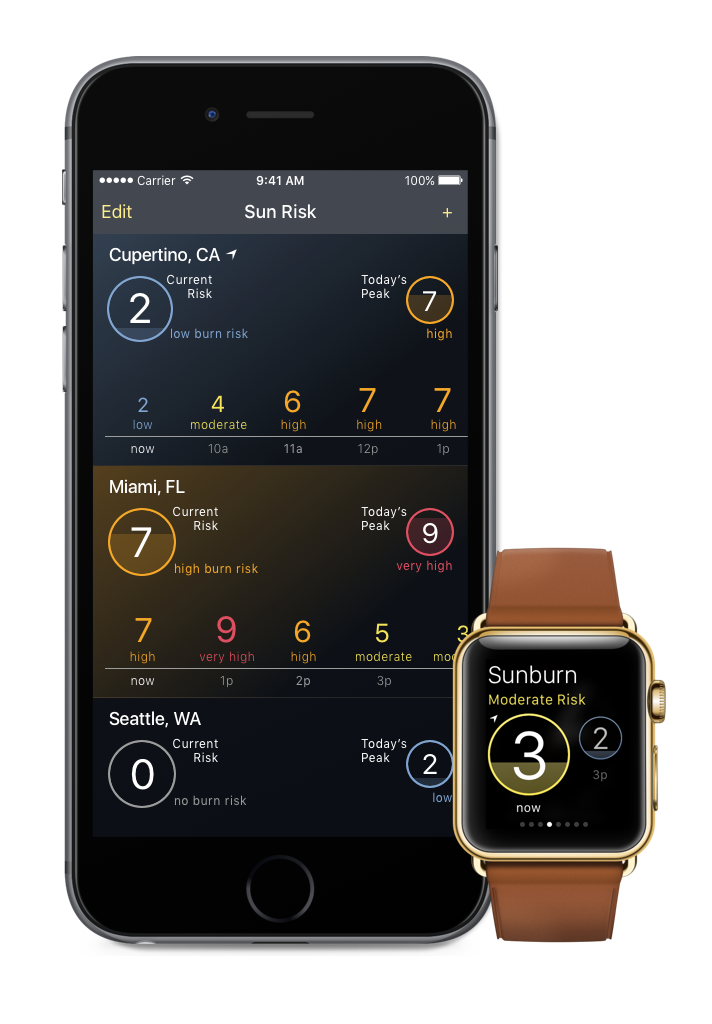 Carrier 9:41 AM 100%
Edit Sun Risk +
Cupertino, CA
Current Today's
Risk Peak
2 7
low burn risk high
2 4 6 7 7
low moderate high high high
now 10a 11a 12p 1p
Miami, FL
Current Today's
Risk Peak
7 9
high burn risk very high
7 9 6 5 3
high very high high moderate
now 1p 2p 3p
Seattle, WA
Current Today's
Risk Peak
0 2
no burn risk low
Sunburn
Moderate Risk
3 2
3p
now